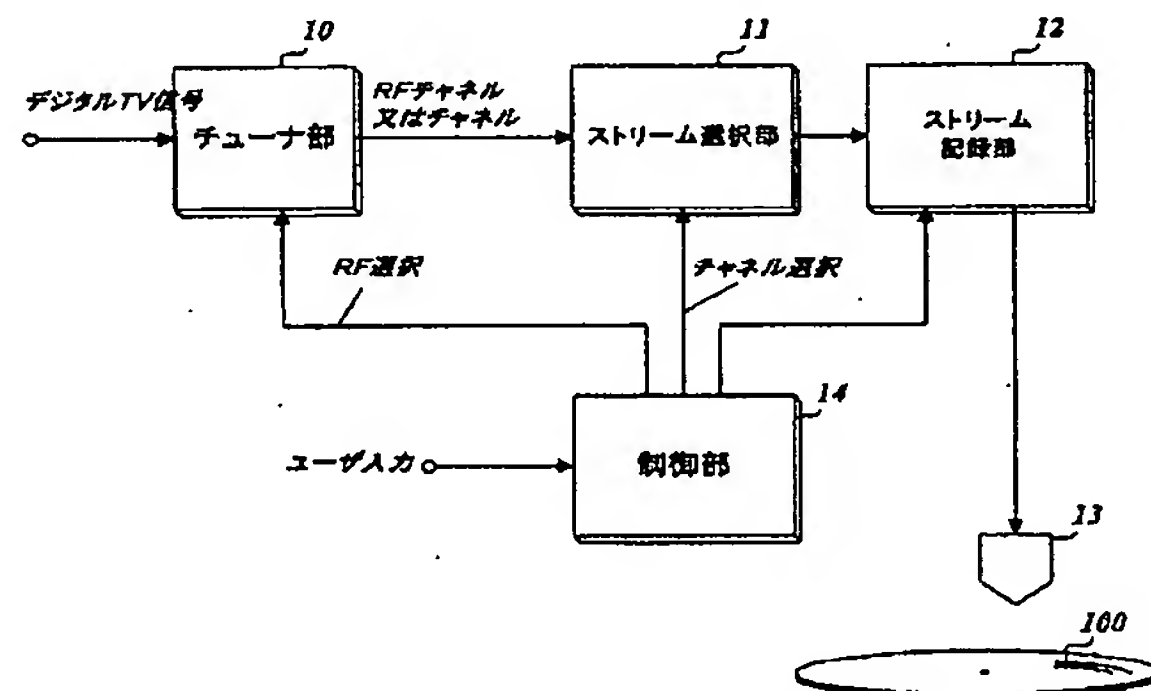 10
11
12
デジタルTV信号
チューナ部
RFチャネル
又はチャネル
ストリーム選択部
ストリーム
記録部
RF選択
チャネル選択
14
ユーザ入力
制御部
13
100